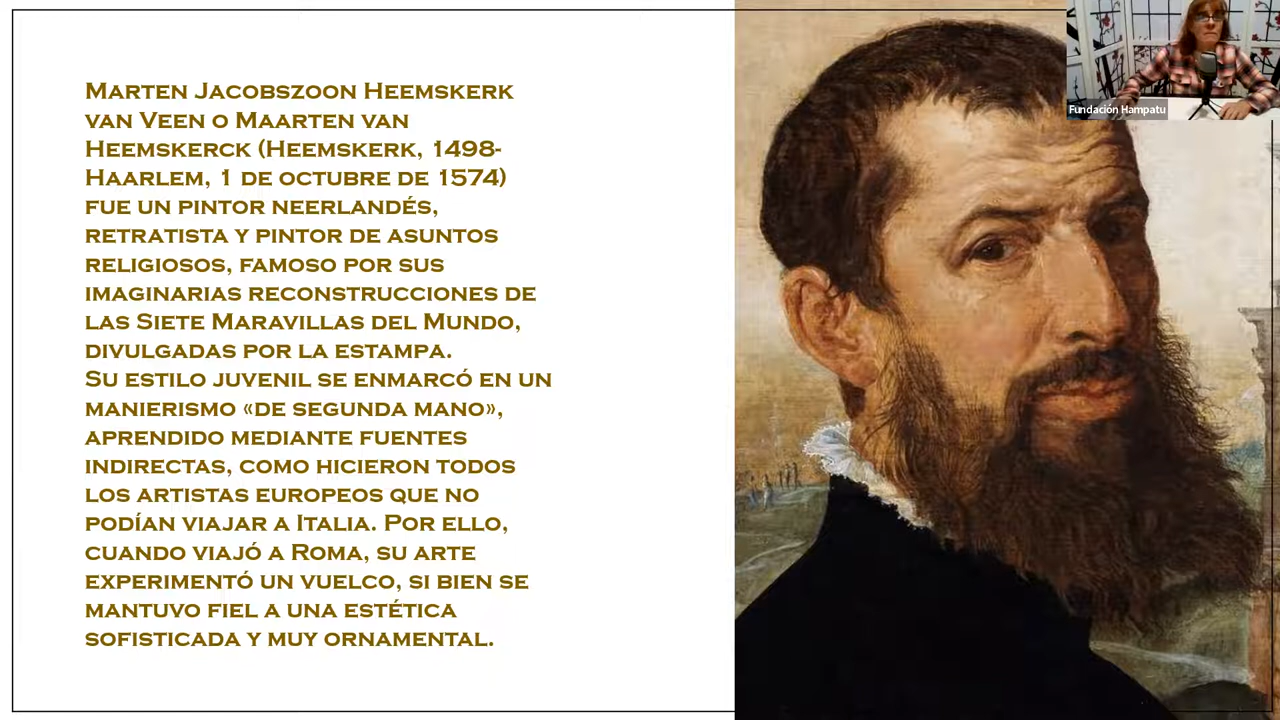 Marten Jacobszoon Heemskerk
van Veen o Maarten van
Heemskerck (Heemskerk, 1498-
Haarlem, 1 de octubre de 1574)
fue un pintor neerlandés,
retratista y pintor de asuntos
religiosos, famoso por sus
imaginarias reconstrucciones de
las Siete Maravillas del Mundo,
divulgadas por la estampa.
Su estilo juvenil se enmarcó en un
manierismo «de segunda mano»,
aprendido mediante fuentes
indirectas, como hicieron todos
los artistas europeos que no
podían viajar a Italia. Por ello,
cuando viajó a Roma, su arte
experimentó un vuelco, si bien se
mantuvo fiel a una estética
sofisticada y muy ornamental.
Fundación Hampatu